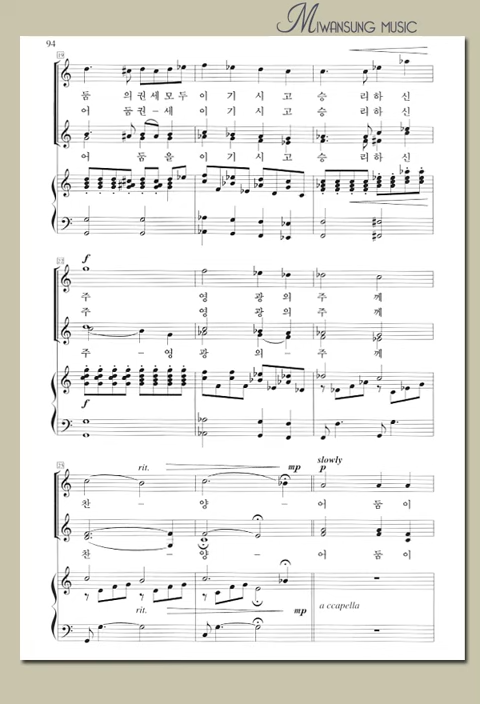 MIWANSUNG MUSIC
94
둠 의 권 세 모 두 이 기 시 고 승 리 하 신
어 둠 권 - 세 이 기 시 고 승 리 하 신
어 둠 을 이 기 시 고 승 리 하 신
f
주 영 광 의 주 께
주 영 광 의 주 께
주 - 영 광 의 - 주 께
f
rit. mp slowly p
찬 - 양 - 어 둠 이
찬 - 양 - 어 둠 이
rit. mp a ccapella